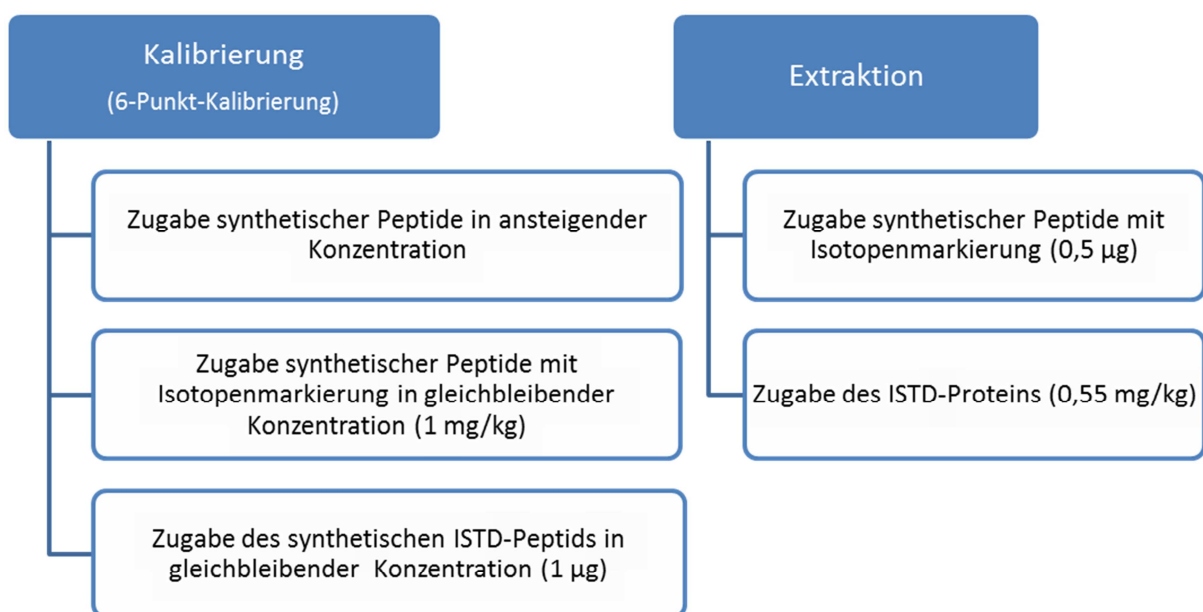 Kalibrierung
(6-Punkt-Kalibrierung)
Zugabe synthetischer Peptide in ansteigender
Konzentration
Zugabe synthetischer Peptide mit
Isotopenmarkierung in gleichbleibender
Konzentration (1 mg/kg)
Zugabe des synthetischen ISTD-Peptids in
gleichbleibender Konzentration (1 µg)
Extraktion
Zugabe synthetischer Peptide mit
Isotopenmarkierung (0,5 µg)
Zugabe des ISTD-Proteins (0,55 mg/kg)